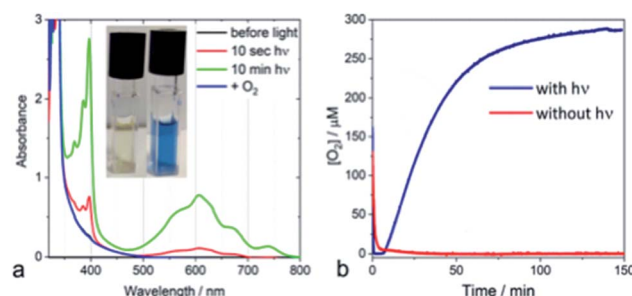 3
2
1
0
Absorbance
before light
10 sec hν
10 min hν
+ O₂
400 500 600 700 800
Wavelength / nm
a
300
250
200
150
100
50
0
[O₂] / μM
with hν
without hν
0 50 100 150
Time / min
b